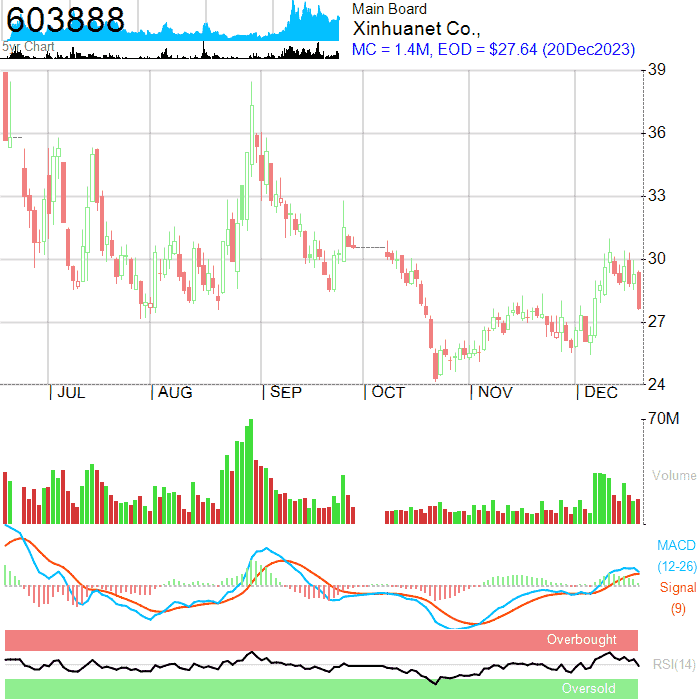 603888
5yr Chart
Main Board
Xinhuanet Co.,
MC = 1.4M, EOD = $27.64 (20Dec2023)
39
36
33
30
27
24
JUL AUG SEP OCT NOV DEC
70M
Volume
MACD
(12-26)
Signal
(9)
Overbought
RSI(14)
Oversold